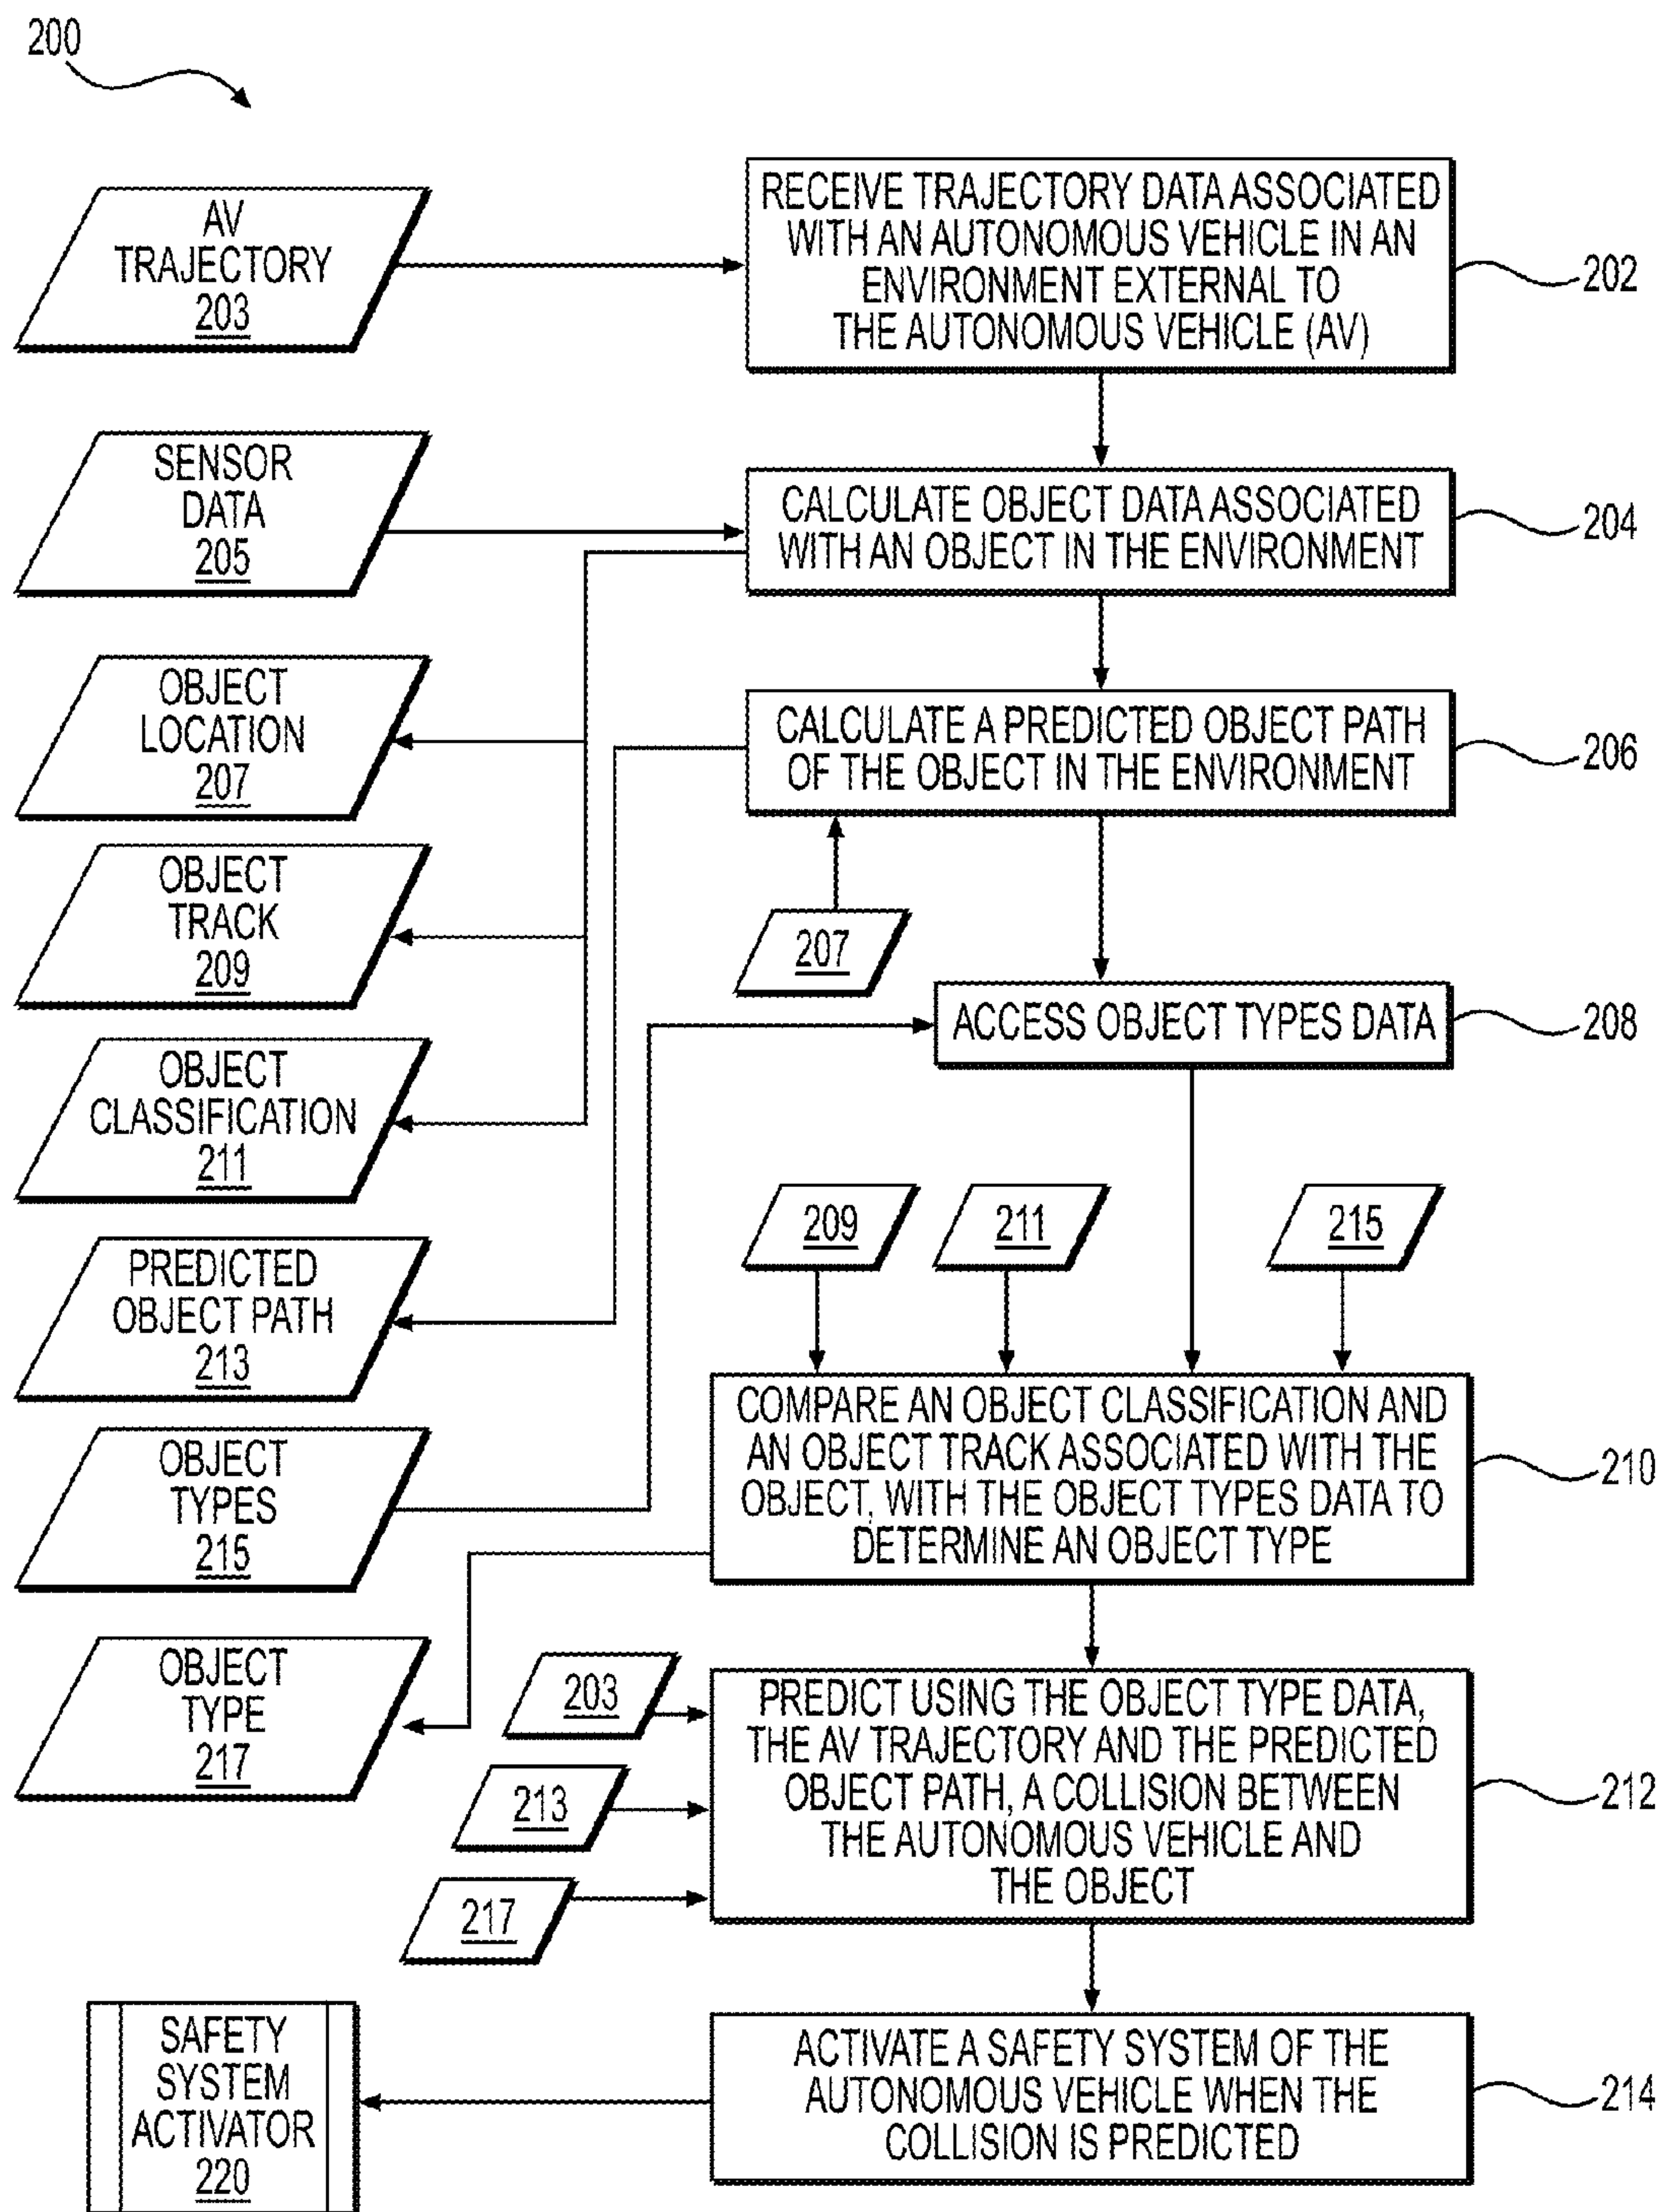 200
AV
TRAJECTORY
203
RECEIVE TRAJECTORY DATA ASSOCIATED
WITH AN AUTONOMOUS VEHICLE IN AN
ENVIRONMENT EXTERNAL TO
THE AUTONOMOUS VEHICLE (AV)
202
SENSOR
DATA
205
CALCULATE OBJECT DATA ASSOCIATED
WITH AN OBJECT IN THE ENVIRONMENT
204
OBJECT
LOCATION
207
CALCULATE A PREDICTED OBJECT PATH
OF THE OBJECT IN THE ENVIRONMENT
206
OBJECT
TRACK
209
207
ACCESS OBJECT TYPES DATA
208
OBJECT
CLASSIFICATION
211
209
211
215
PREDICTED
OBJECT PATH
213
COMPARE AN OBJECT CLASSIFICATION AND
AN OBJECT TRACK ASSOCIATED WITH THE
OBJECT, WITH THE OBJECT TYPES DATA TO
DETERMINE AN OBJECT TYPE
210
OBJECT
TYPES
215
OBJECT
TYPE
217
203
213
217
PREDICT USING THE OBJECT TYPE DATA,
THE AV TRAJECTORY AND THE PREDICTED
OBJECT PATH, A COLLISION BETWEEN
THE AUTONOMOUS VEHICLE AND
THE OBJECT
212
SAFETY
SYSTEM
ACTIVATOR
220
ACTIVATE A SAFETY SYSTEM OF THE
AUTONOMOUS VEHICLE WHEN THE
COLLISION IS PREDICTED
214